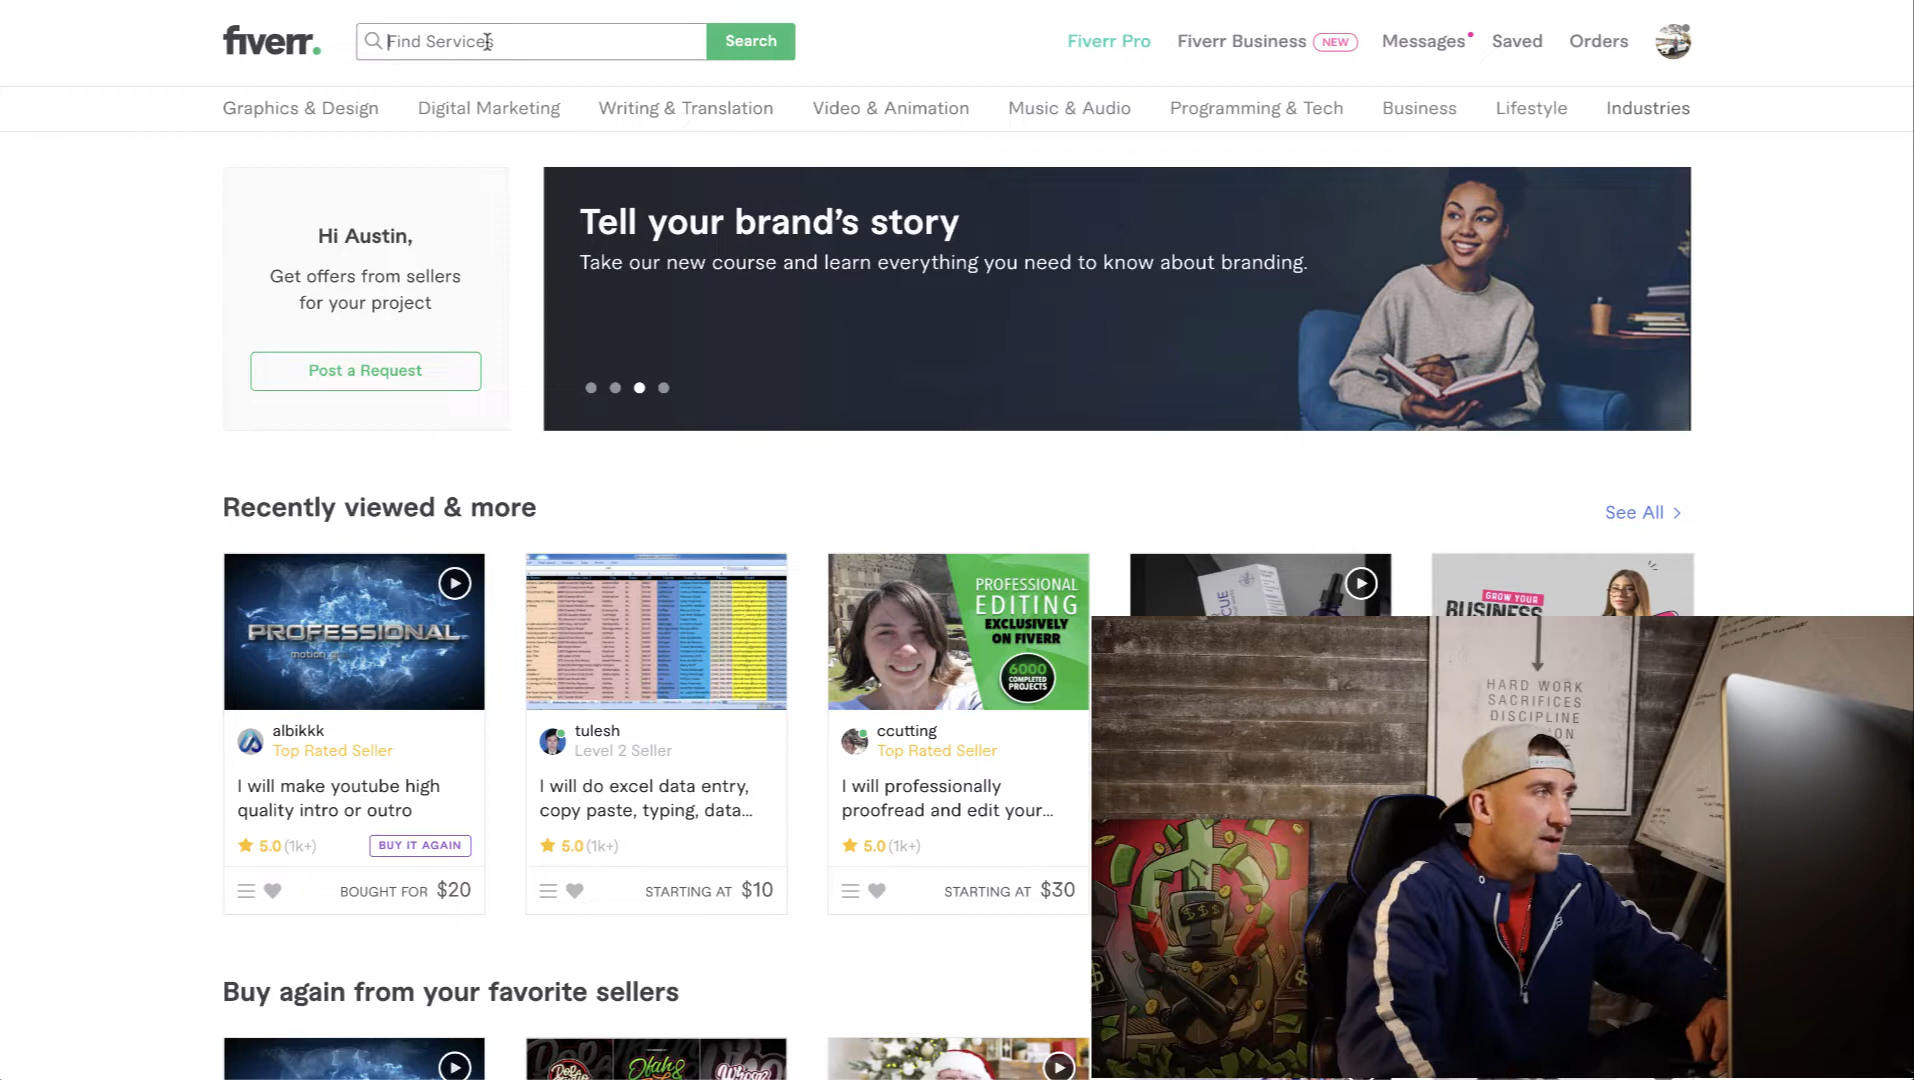 fiverr.
Find Services
Search
Fiverr Pro
Fiverr Business NEW
Messages
Saved
Orders
Graphics & Design
Digital Marketing
Writing & Translation
Video & Animation
Music & Audio
Programming & Tech
Business
Lifestyle
Industries
Hi Austin,
Get offers from sellers
for your project
Post a Request
Tell your brand's story
Take our new course and learn everything you need to know about branding.
Recently viewed & more
See All >
PROFESSIONAL
albikkk
Top Rated Seller
I will make youtube high
quality intro or outro
5.0 (1k+)
BUY IT AGAIN
BOUGHT FOR $20
tulesh
Level 2 Seller
I will do excel data entry,
copy paste, typing, data...
5.0 (1k+)
STARTING AT $10
PROFESSIONAL
EDITING
EXCLUSIVELY
ON FIVERR
6000
COMPLETED
PROJECTS
ccutting
Top Rated Seller
I will professionally
proofread and edit your...
5.0 (1k+)
STARTING AT $30
GROW YOUR
BUSINESS
HARD WORK
SACRIFICES
DISCIPLINE
Buy again from your favorite sellers